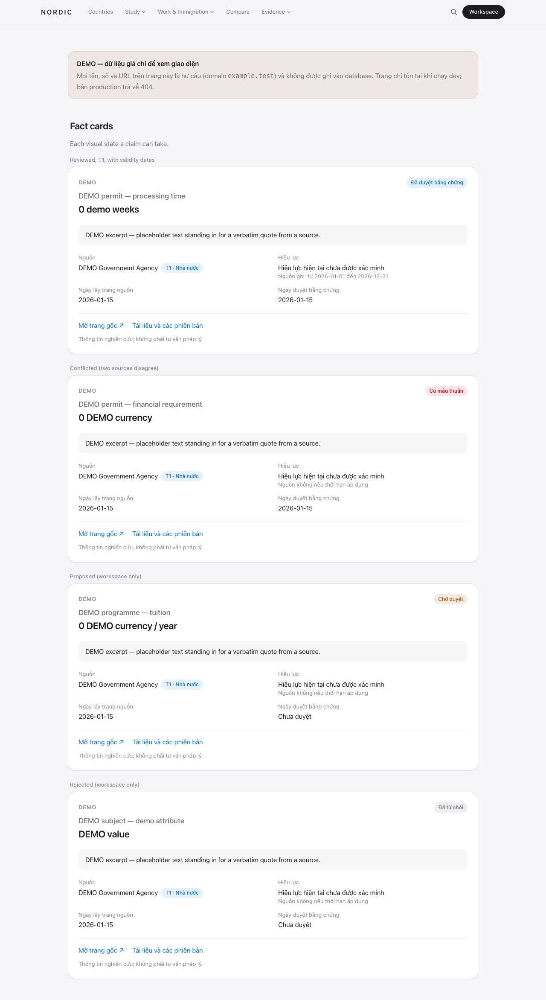 NORDIC
Countries
Study
Work & Immigration
Compare
Evidence
Workspace
DEMO — dữ liệu giả chỉ để xem giao diện
Mọi tên, số và URL trên trang này là hư cấu (domain example.test) và không được ghi vào database. Trang chỉ tồn tại khi chạy dev;
bản production trả về 404.
Fact cards
Each visual state a claim can take.
Reviewed, T1, with validity dates
DEMO
Đã duyệt bằng chứng
DEMO permit — processing time
0 demo weeks
DEMO excerpt — placeholder text standing in for a verbatim quote from a source.
Nguồn
DEMO Government Agency T1 · Nhà nước
Hiệu lực
Hiệu lực hiện tại chưa được xác minh
Nguồn ghi: từ 2026-01-01 đến 2026-12-31
Ngày lấy trang nguồn
2026-01-15
Ngày duyệt bằng chứng
2026-01-15
Mở trang gốc ↗
Tài liệu và các phiên bản
Thông tin nghiên cứu; không phải tư vấn pháp lý.
Conflicted (two sources disagree)
DEMO
Có mâu thuẫn
DEMO permit — financial requirement
0 DEMO currency
DEMO excerpt — placeholder text standing in for a verbatim quote from a source.
Nguồn
DEMO Government Agency T1 · Nhà nước
Hiệu lực
Hiệu lực hiện tại chưa được xác minh
Nguồn không nêu thời hạn áp dụng
Ngày lấy trang nguồn
2026-01-15
Ngày duyệt bằng chứng
2026-01-15
Mở trang gốc ↗
Tài liệu và các phiên bản
Thông tin nghiên cứu; không phải tư vấn pháp lý.
Proposed (workspace only)
DEMO
Chờ duyệt
DEMO programme — tuition
0 DEMO currency / year
DEMO excerpt — placeholder text standing in for a verbatim quote from a source.
Nguồn
DEMO Government Agency T1 · Nhà nước
Hiệu lực
Hiệu lực hiện tại chưa được xác minh
Nguồn không nêu thời hạn áp dụng
Ngày lấy trang nguồn
2026-01-15
Ngày duyệt bằng chứng
Chưa duyệt
Mở trang gốc ↗
Tài liệu và các phiên bản
Thông tin nghiên cứu; không phải tư vấn pháp lý.
Rejected (workspace only)
DEMO
Đã từ chối
DEMO subject — demo attribute
DEMO value
DEMO excerpt — placeholder text standing in for a verbatim quote from a source.
Nguồn
DEMO Government Agency T1 · Nhà nước
Hiệu lực
Hiệu lực hiện tại chưa được xác minh
Nguồn không nêu thời hạn áp dụng
Ngày lấy trang nguồn
2026-01-15
Ngày duyệt bằng chứng
Chưa duyệt
Mở trang gốc ↗
Tài liệu và các phiên bản
Thông tin nghiên cứu; không phải tư vấn pháp lý.